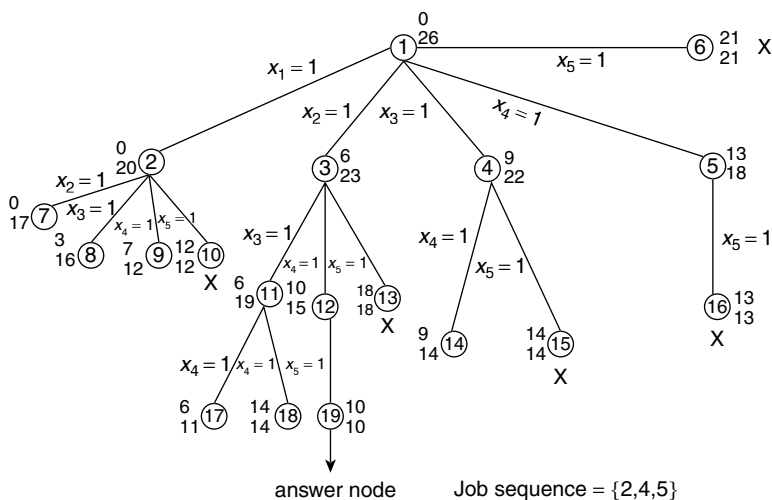 0
1 26
6 21
21 X
x1 = 1
x2 = 1
x3 = 1
x4 = 1
x5 = 1
0
20 2
3 6
23
4 9
22
5 13
18
x2 = 1
x3 = 1
x4 = 1
x5 = 1
0
17 7
3
16 8
7
12 9
12
12 10
X
x3 = 1
x4 = 1
x5 = 1
x4 = 1
x5 = 1
x5 = 1
6
19 11
10
15 12
18
18 13
X
9
14 14
14
14 15
X
16 13
13
X
x4 = 1
x4 = 1
x5 = 1
6
11 17
14
14 18
19 10
10
answer node
Job sequence = {2,4,5}